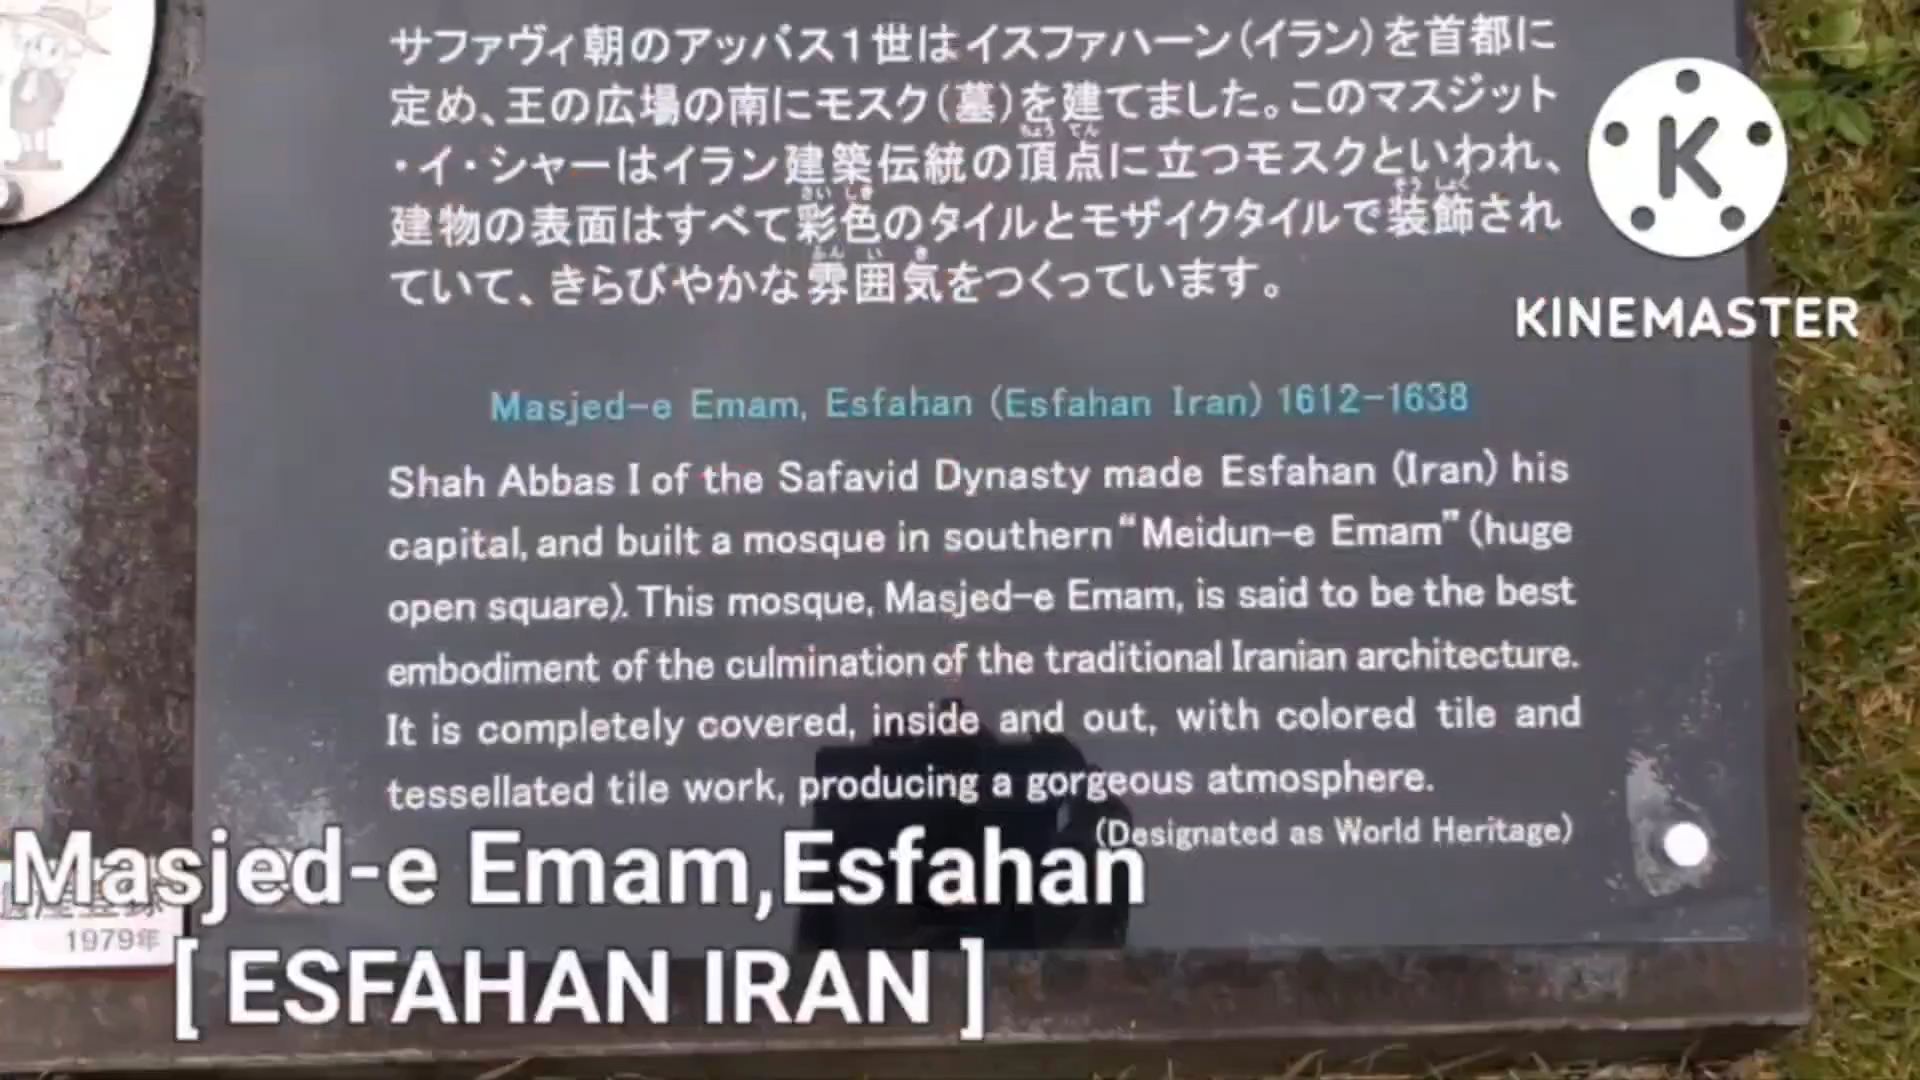 サファヴィ朝のアッバス1世はイスファハーン(イラン)を首都に
定め、王の広場の南にモスク(墓)を建てました。このマスジット
・イ・シャーはイラン建築伝統の頂点に立つモスクといわれ、
建物の表面はすべて彩色のタイルとモザイクタイルで装飾され
ていて、きらびやかな雰囲気をつくっています。
K
KINEMASTER
Masjed-e Emam, Esfahan (Esfahan Iran) 1612-1638
Shah Abbas I of the Safavid Dynasty made Esfahan (Iran) his
capital, and built a mosque in southern “Meidun-e Emam” (huge
open square). This mosque, Masjed-e Emam, is said to be the best
embodiment of the culmination of the traditional Iranian architecture.
It is completely covered, inside and out, with colored tile and
tessellated tile work, producing a gorgeous atmosphere.
(Designated as World Heritage)
Masjed-e Emam,Esfahan
1979年
[ ESFAHAN IRAN ]